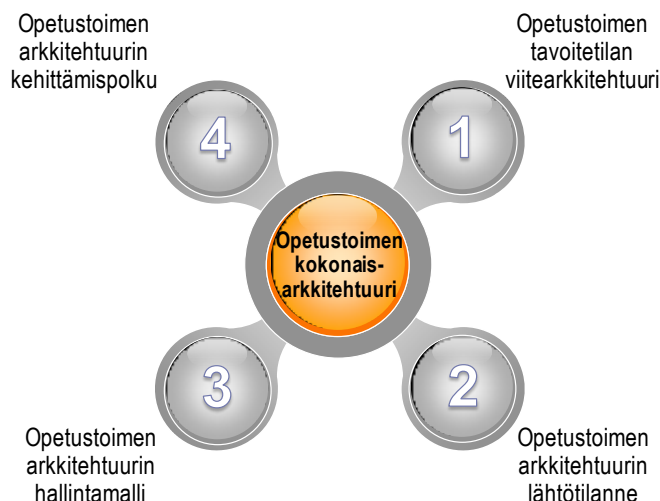 Opetustoimen
arkkitehtuurin
kehittämispolku
Opetustoimen
tavoitetilan
viitearkkitehtuuri
4
1
Opetustoimen
kokonais-
arkkitehtuuri
3
2
Opetustoimen
arkkitehtuurin
hallintamalli
Opetustoimen
arkkitehtuurin
lähtötilanne